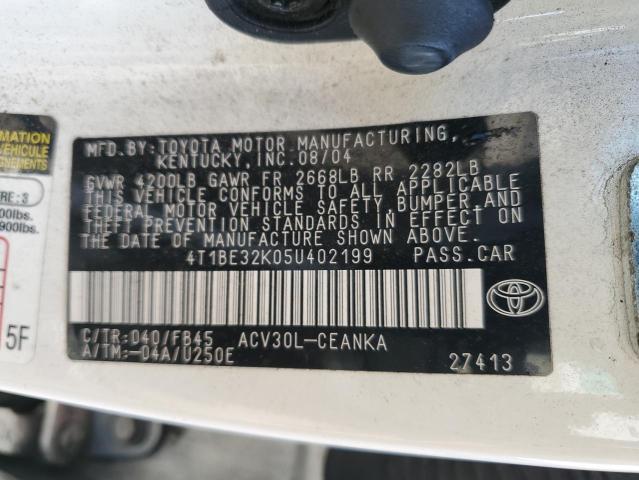 MFD. BY: TOYOTA MOTOR MANUFACTURING,
KENTUCKY, INC. 08/04
GVWR 4200LB GAWR FR 2668LB RR 2282LB
THIS VEHICLE CONFORMS TO ALL APPLICABLE
FEDERAL MOTOR VEHICLE SAFETY, BUMPER, AND
THEFT PREVENTION STANDARDS IN EFFECT ON
THE DATE OF MANUFACTURE SHOWN ABOVE.
4T1BE32K05U402199 PASS. CAR
C/TR: 040/FB45 ACV30L-CEANKA
A/TM: -04A/U250E 27413
MATION
VEHICULE
GNEMENTS
RE: 3
00lbs.
900lbs.
5F